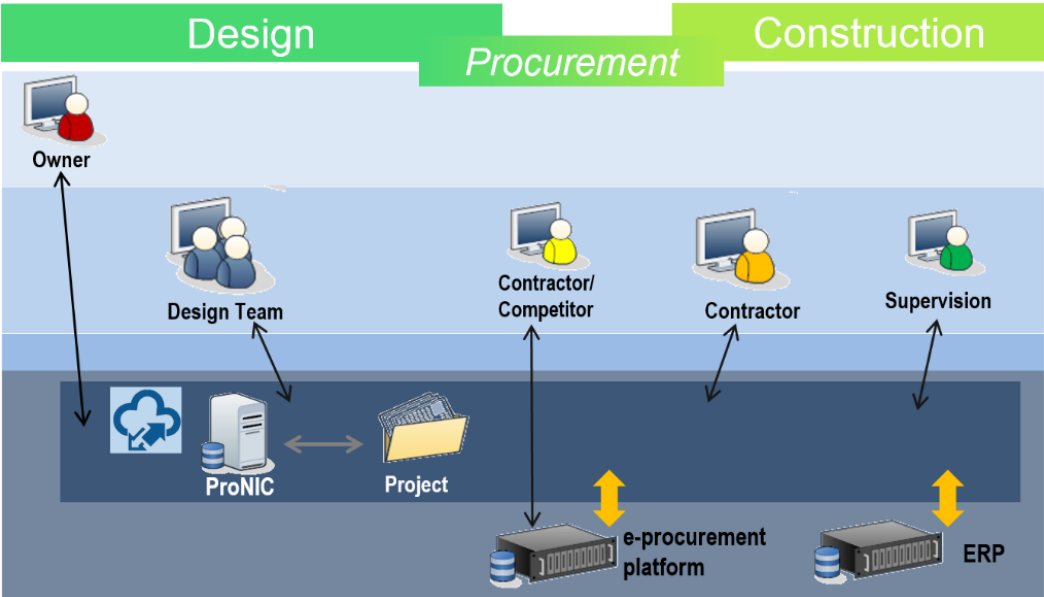 Design
Procurement
Construction
Owner
Design Team
Contractor/
Competitor
Contractor
Supervision
ProNIC
Project
e-procurement
platform
ERP